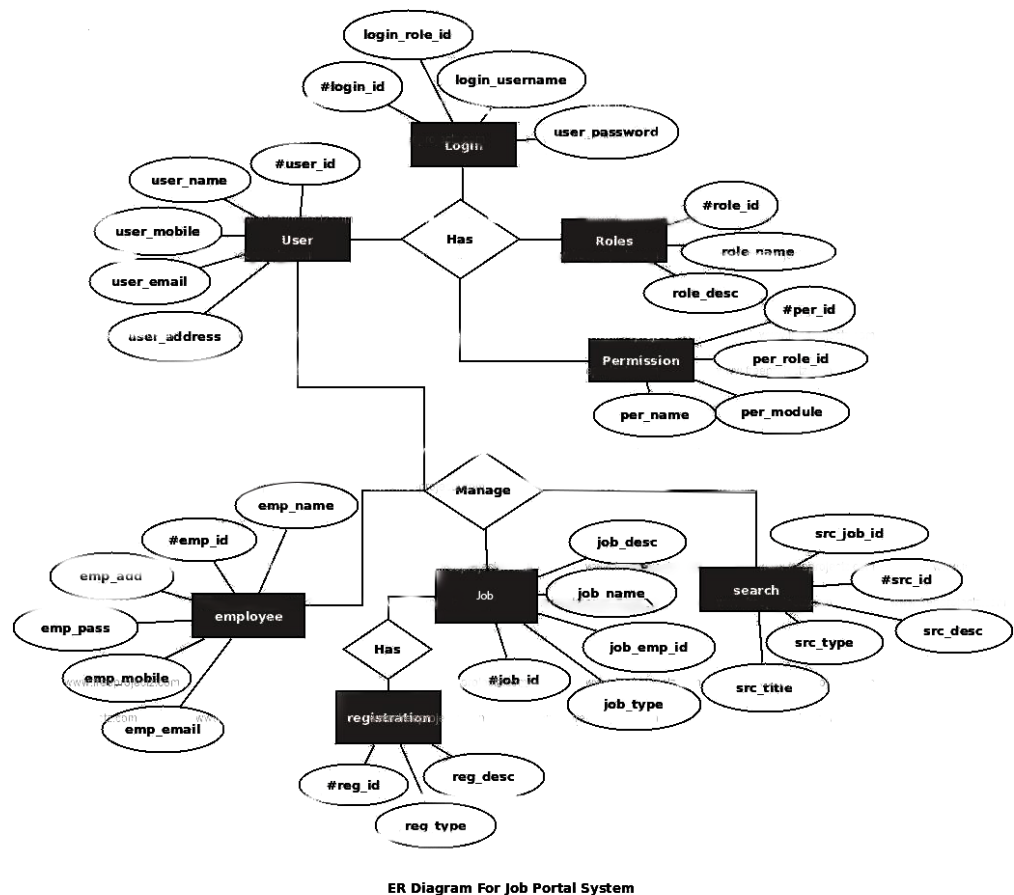 login_role_id
#login_id
login_username
user_password
Login
#user_id
user_name
user_mobile
user_email
user_address
User
Has
Roles
#role_id
role_name
role_desc
#per_id
Permission
per_role_id
per_name
per_module
Manage
emp_name
#emp_id
emp_add
emp_pass
emp_mobile
emp_email
employee
job_desc
Job
job_name
job_emp_id
#job_id
job_type
src_job_id
search
#src_id
src_desc
src_type
src_title
Has
registration
#reg_id
reg_desc
reg_type
ER Diagram For Job Portal System